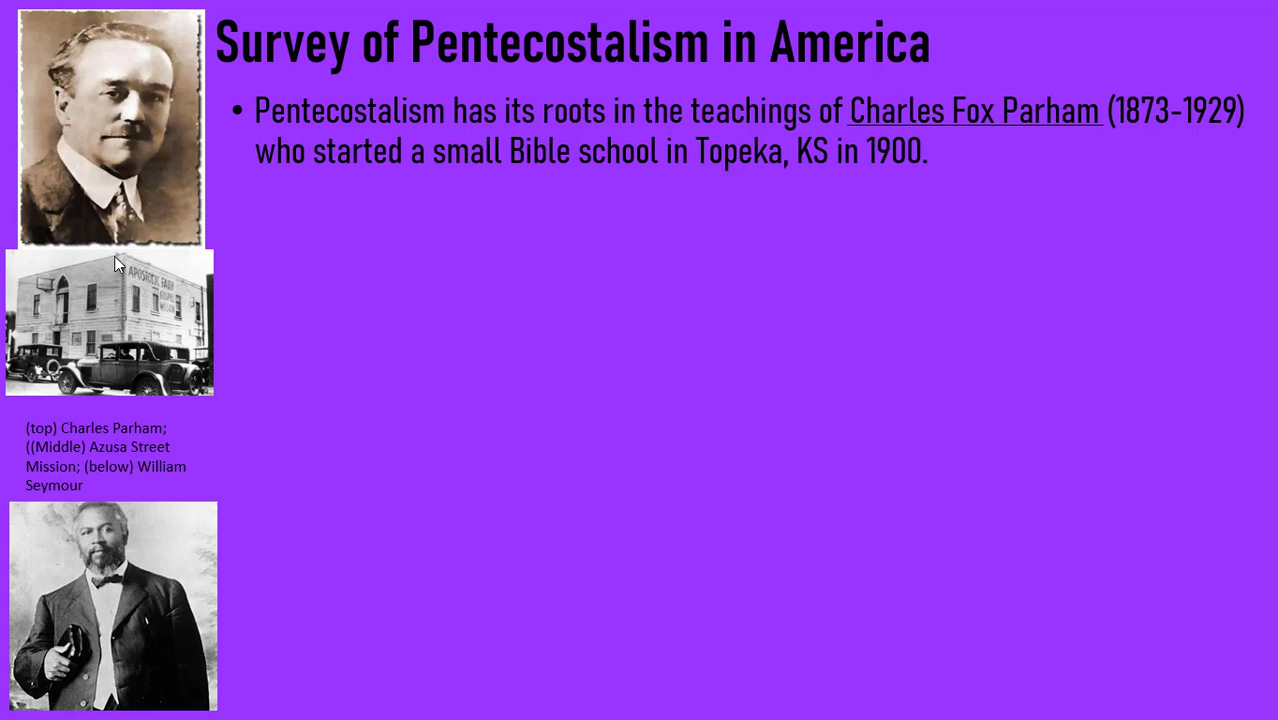 Survey of Pentecostalism in America
• Pentecostalism has its roots in the teachings of Charles Fox Parham (1873-1929)
who started a small Bible school in Topeka, KS in 1900.
APOSTOLIC FAITH
GOSPEL
MISSION
(top) Charles Parham;
((Middle) Azusa Street
Mission; (below) William
Seymour